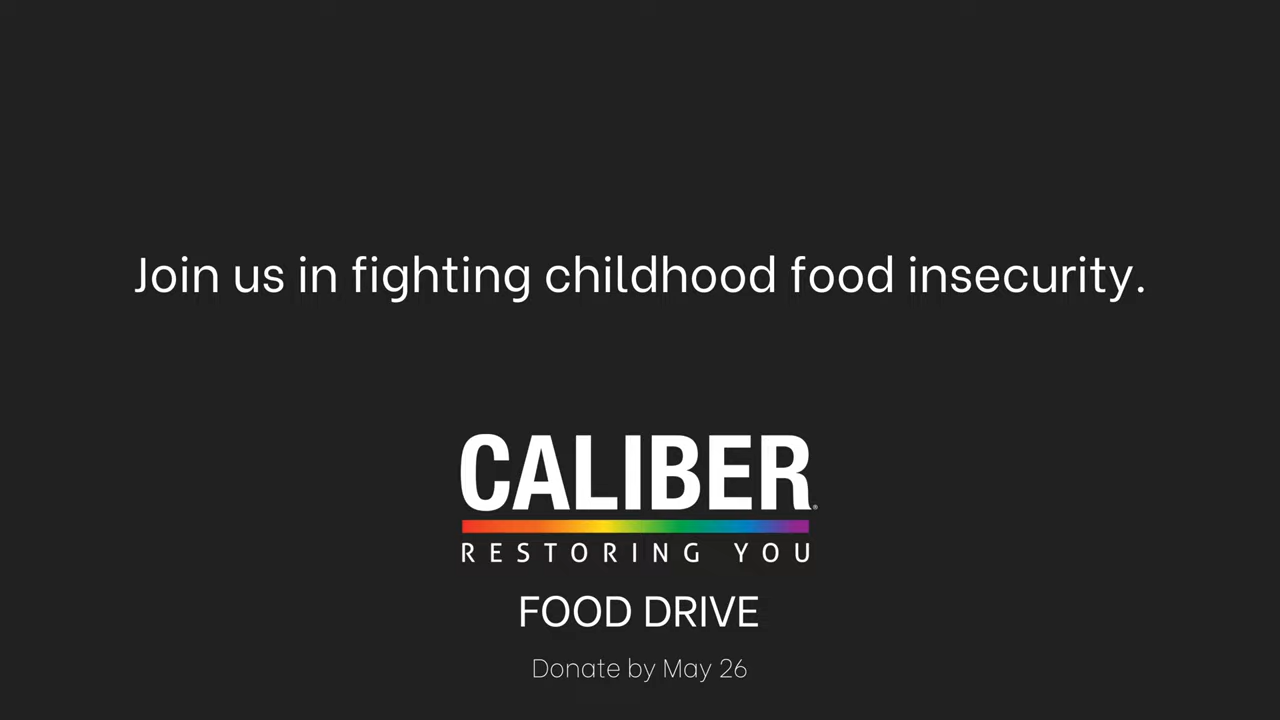 Join us in fighting childhood food insecurity.
CALIBER®
RESTORING YOU
FOOD DRIVE
Donate by May 26